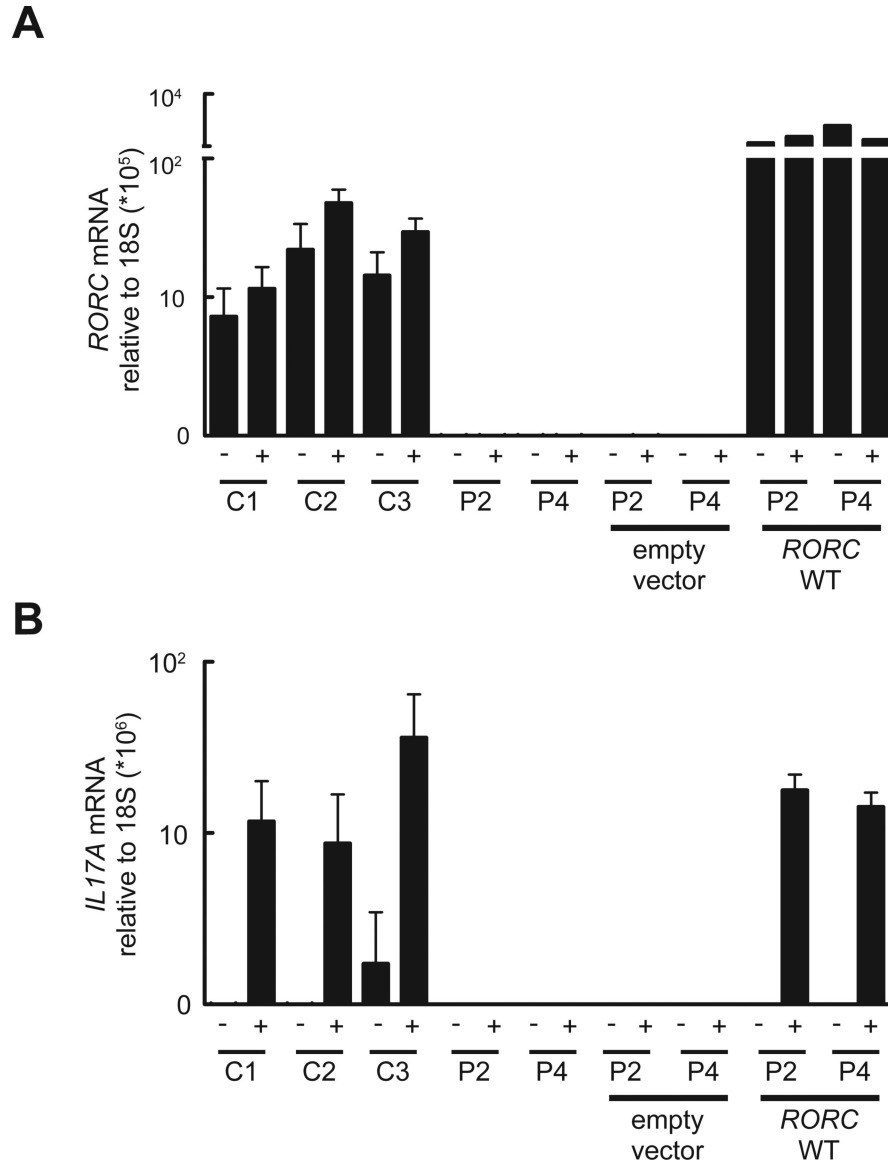 A
10⁴
10²
10
0
RORC mRNA
relative to 18S (*10⁵)
- + - + - + - + - + - + - + - + - +
C1 C2 C3 P2 P4 P2 P4 P2 P4
empty vector
RORC WT
B
10²
10
0
IL17A mRNA
relative to 18S (*10⁶)
- + - + - + - + - + - + - + - + - +
C1 C2 C3 P2 P4 P2 P4 P2 P4
empty vector
RORC WT